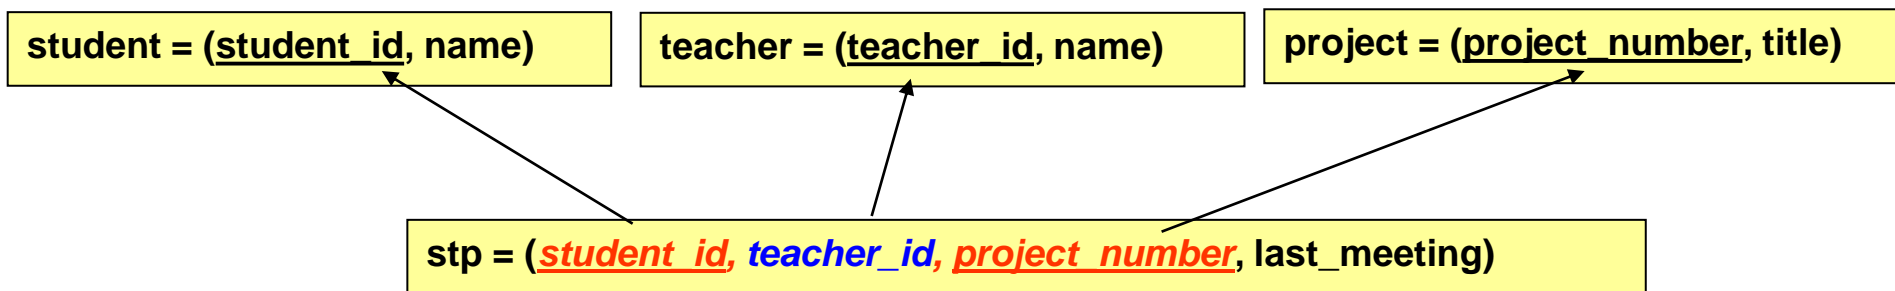 student = (student_id, name)
teacher = (teacher_id, name)
project = (project_number, title)
stp = (student_id, teacher_id, project_number, last_meeting)